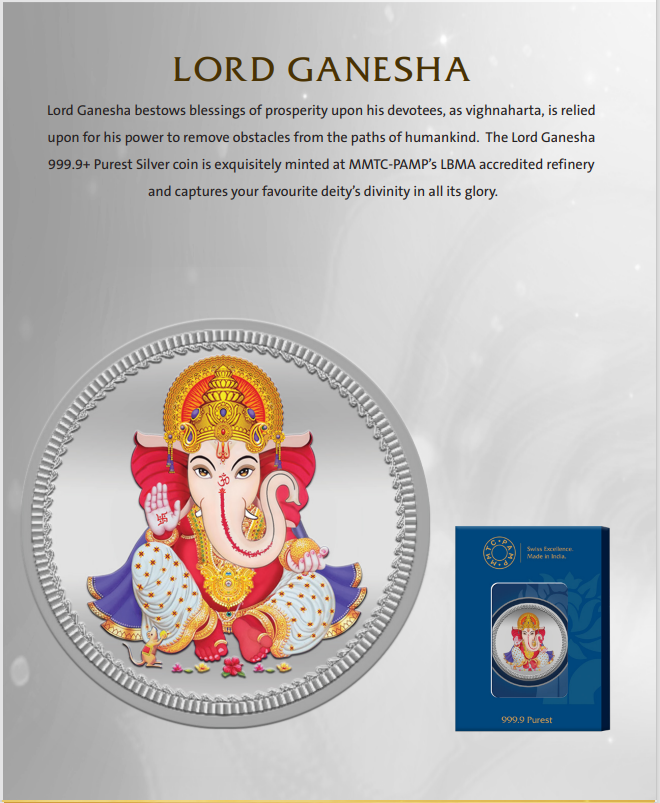 LORD GANESHA
Lord Ganesha bestows blessings of prosperity upon his devotees, as vighnaharta, is relied
upon for his power to remove obstacles from the paths of humankind. The Lord Ganesha
999.9+ Purest Silver coin is exquisitely minted at MMTC-PAMP’s LBMA accredited refinery
and captures your favourite deity’s divinity in all its glory.
ॐ
MMTC·PAMP
Swiss Excellence.
Made in India.
999.9 Purest